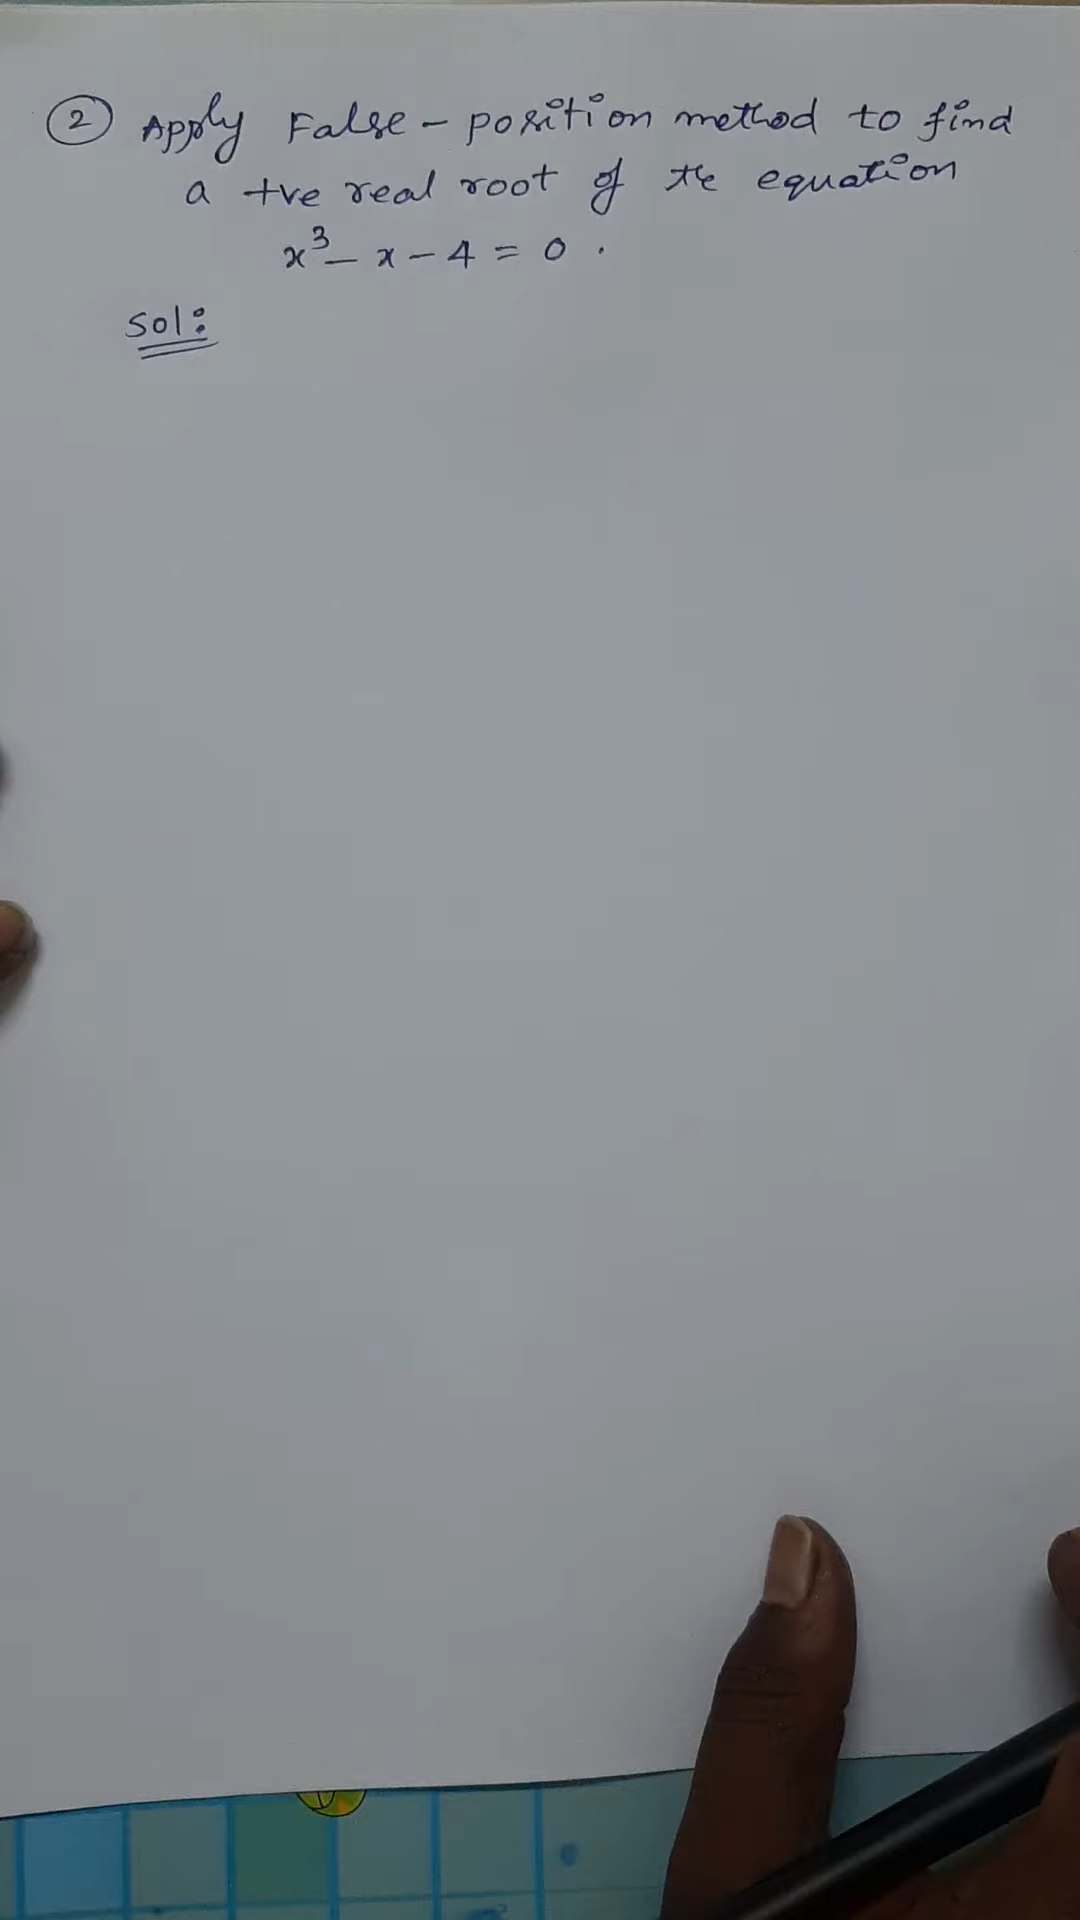 ② Apply False-position method to find
a +ve real root of the equation
x³ - x - 4 = 0 .
Sol: